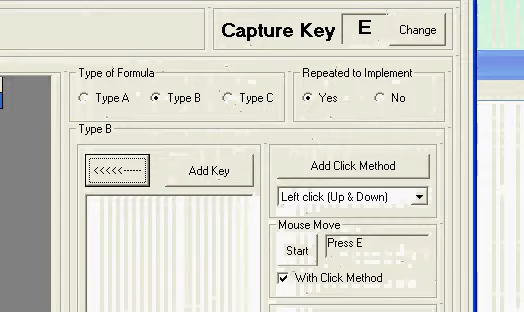 Capture Key E Change
Type of Formula
Type A Type B Type C
Repeated to Implement
Yes No
Type B
<<<<<----- Add Key
Add Click Method
Left click (Up & Down)
Mouse Move
Start Press E
With Click Method